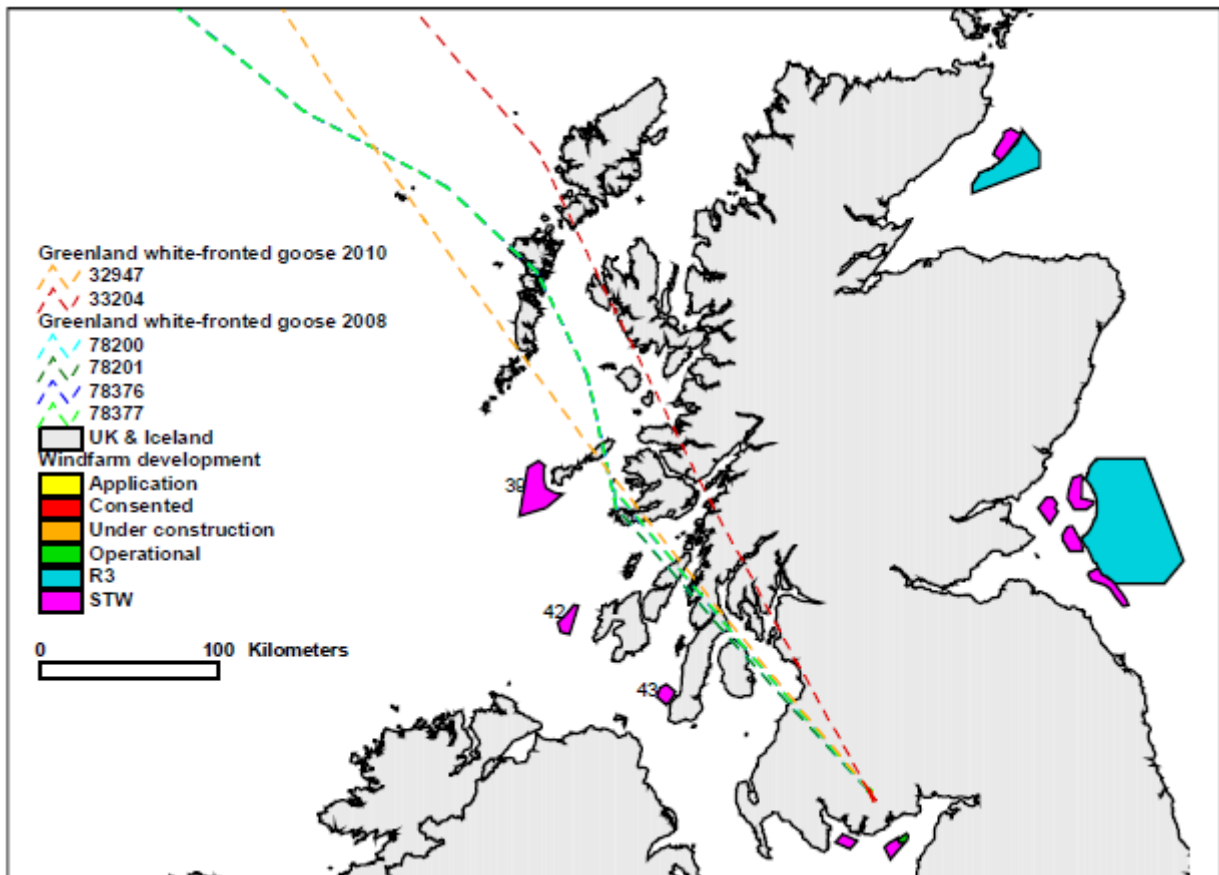 Greenland white-fronted goose 2010
32947
33204
Greenland white-fronted goose 2008
78200
78201
78376
78377
UK & Iceland
Windfarm development
Application
Consented
Under construction
Operational
R3
STW
0 100 Kilometers
39
42
43